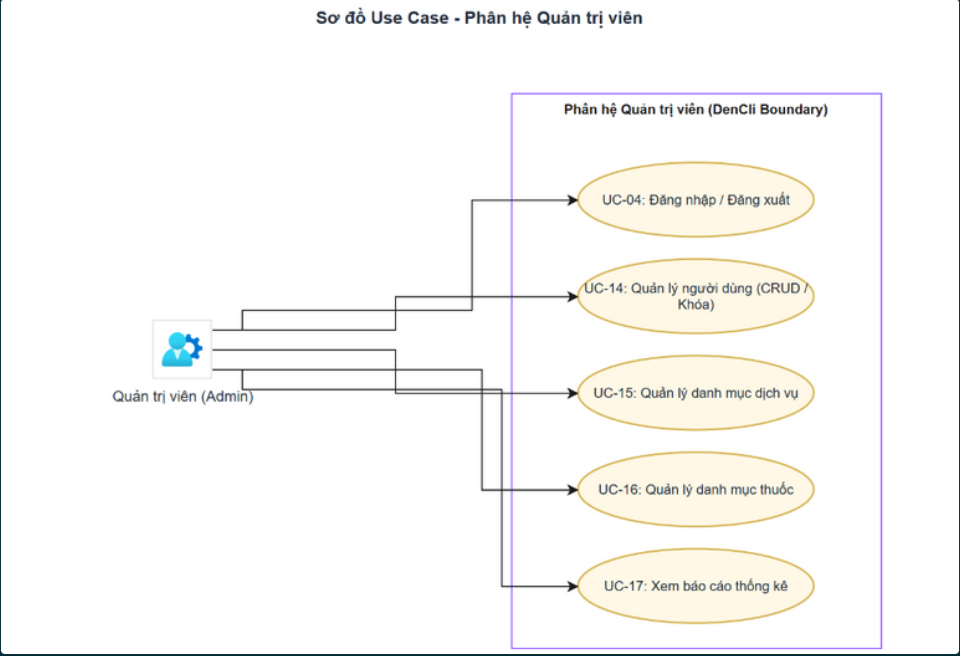 Sơ đồ Use Case - Phân hệ Quản trị viên
Phân hệ Quản trị viên (DenCli Boundary)
UC-04: Đăng nhập / Đăng xuất
UC-14: Quản lý người dùng (CRUD /
Khóa)
Quản trị viên (Admin)
UC-15: Quản lý danh mục dịch vụ
UC-16: Quản lý danh mục thuốc
UC-17: Xem báo cáo thống kê